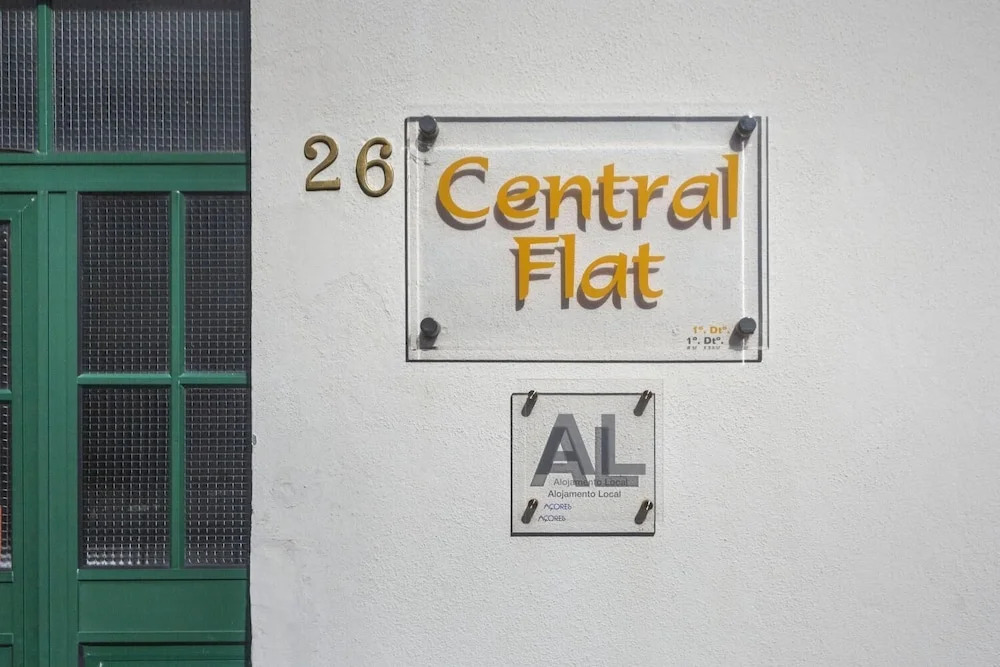 26
Central
Flat
1º. Dtº.
AL
Alojamento Local
AÇORES